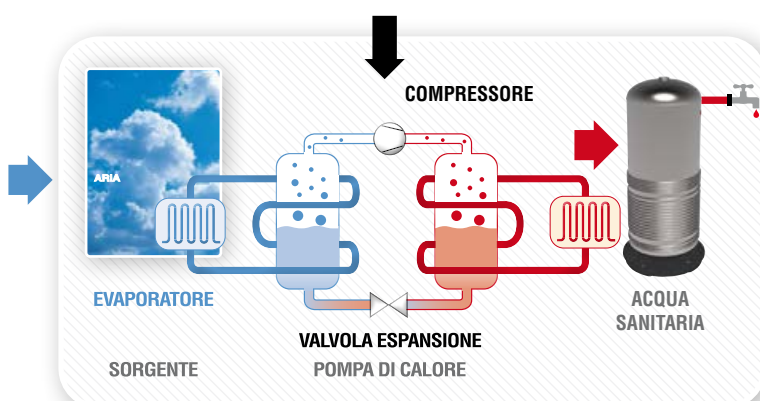 COMPRESSORE
ARIA
EVAPORATORE
ACQUA
SANITARIA
VALVOLA ESPANSIONE
SORGENTE
POMPA DI CALORE